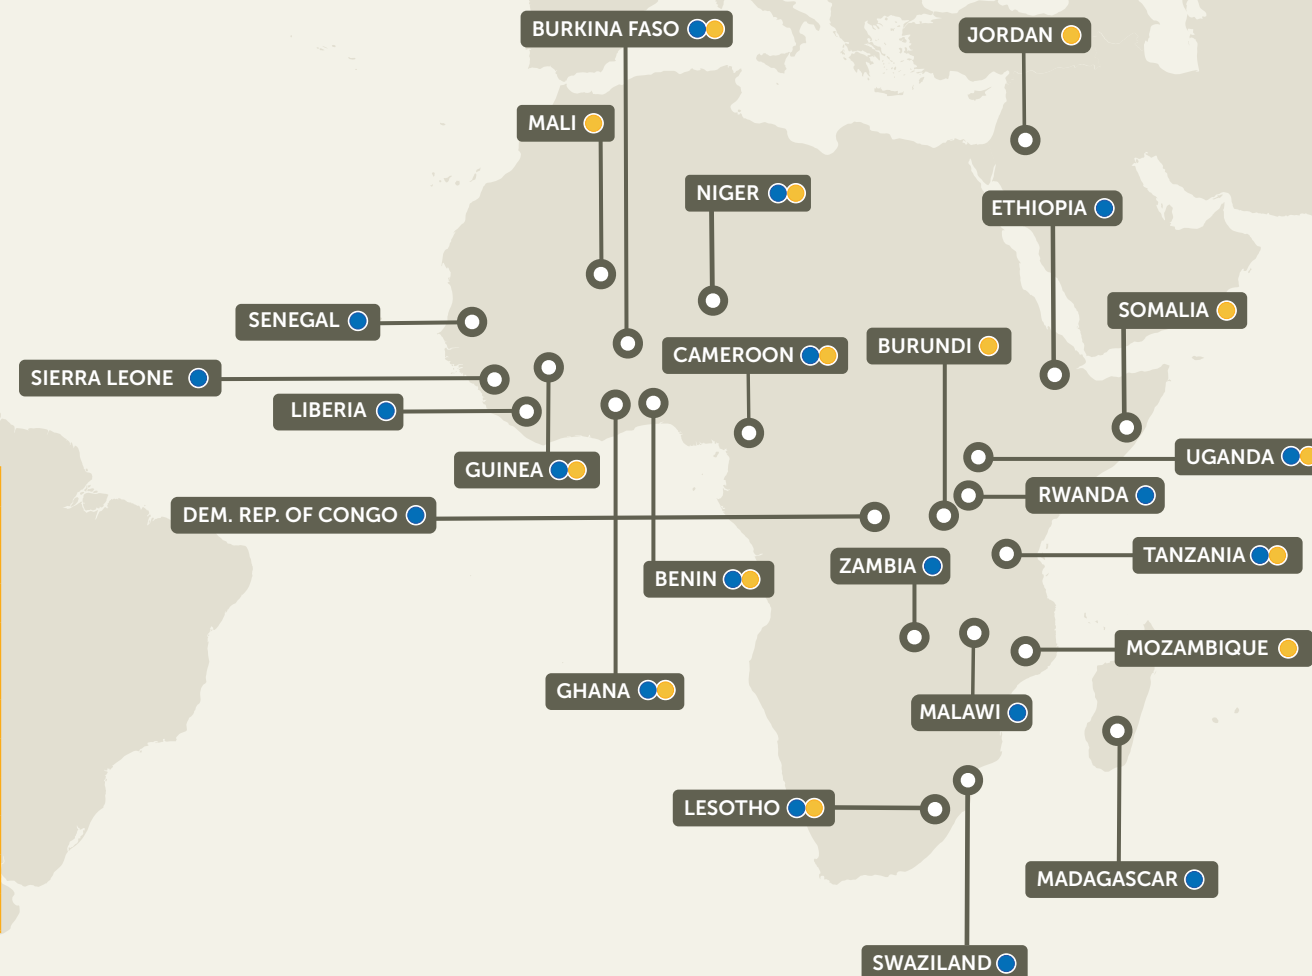 BURKINA FASO
JORDAN
MALI
NIGER
ETHIOPIA
SOMALIA
SENEGAL
CAMEROON
BURUNDI
SIERRA LEONE
LIBERIA
UGANDA
GUINEA
RWANDA
DEM. REP. OF CONGO
TANZANIA
ZAMBIA
BENIN
MOZAMBIQUE
GHANA
MALAWI
LESOTHO
MADAGASCAR
SWAZILAND